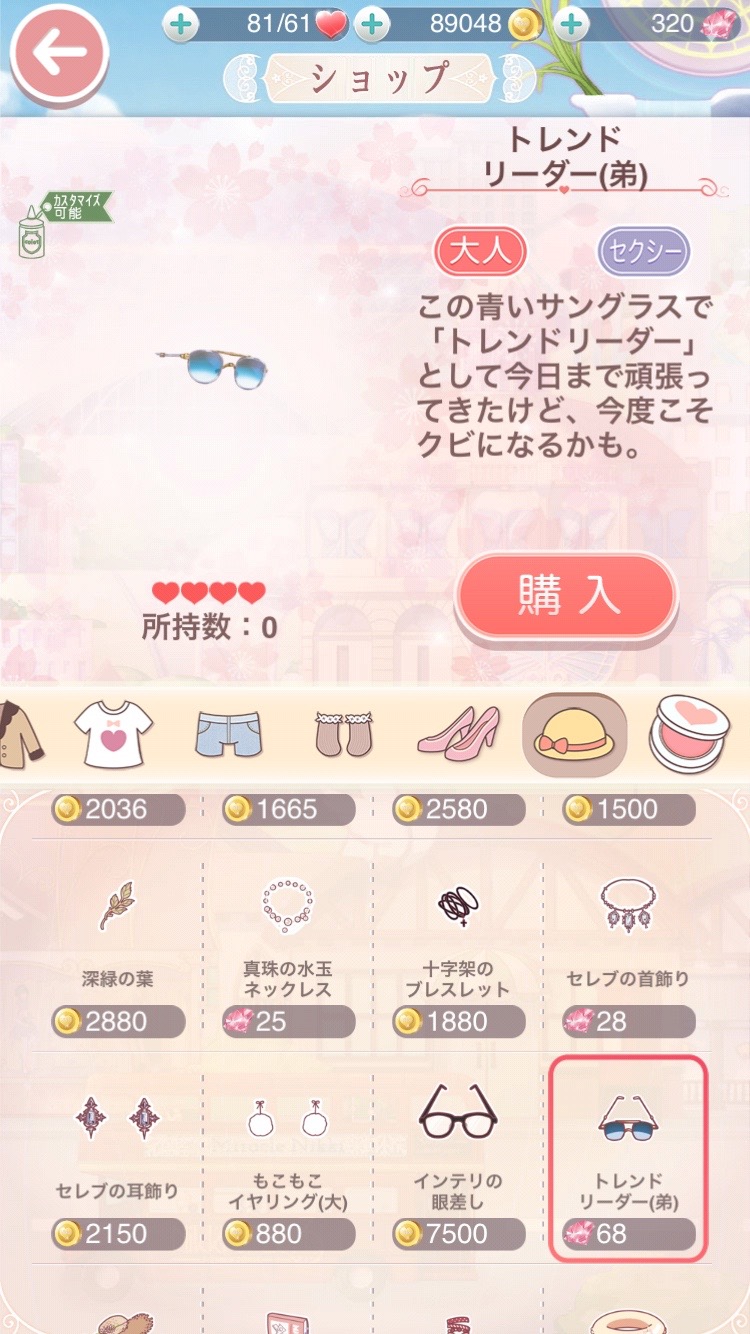 81/61
89048
320
ショップ
カスタマイズ
可能
トレンド
リーダー(弟)
大人
セクシー
この青いサングラスで
「トレンドリーダー」
として今日まで頑張っ
てきたけど、今度こそ
クビになるかも。
所持数：0
購入
2036
1665
2580
1500
深緑の葉
真珠の水玉
ネックレス
十字架の
ブレスレット
セレブの首飾り
2880
25
1880
28
セレブの耳飾り
もこもこ
イヤリング(大)
インテリの
眼差し
トレンド
リーダー(弟)
2150
880
7500
68